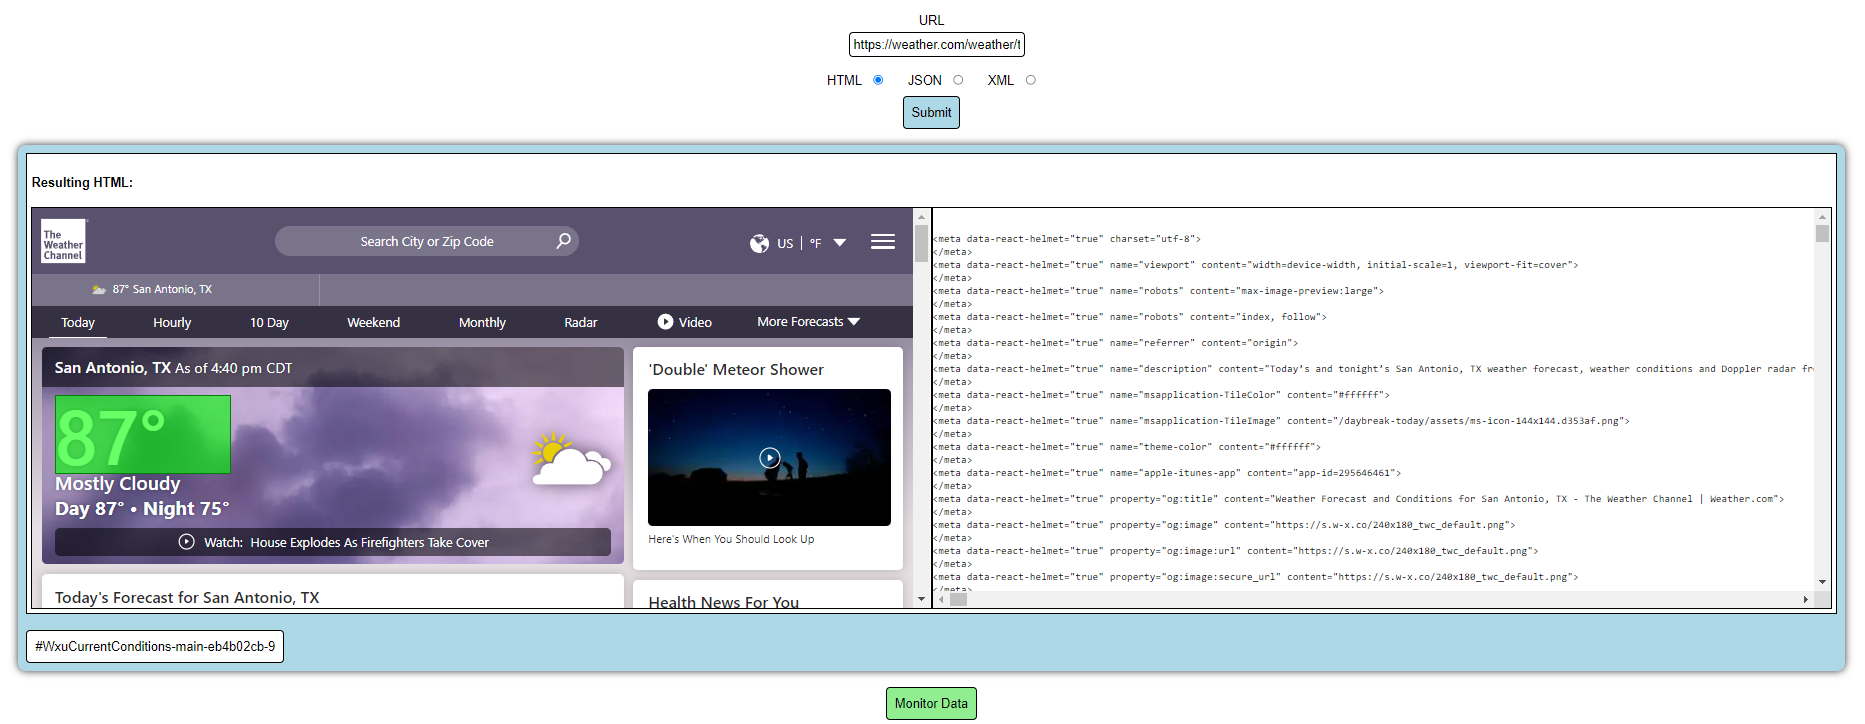 URL
https://weather.com/weather/t
HTML JSON XML
Submit
Resulting HTML:
The
Weather
Channel
Search City or Zip Code
US | °F
87° San Antonio, TX
Today Hourly 10 Day Weekend Monthly Radar Video More Forecasts
San Antonio, TX As of 4:40 pm CDT
87°
Mostly Cloudy
Day 87° • Night 75°
Watch: House Explodes As Firefighters Take Cover
Today's Forecast for San Antonio, TX
'Double' Meteor Shower
Here's When You Should Look Up
Health News For You
<meta data-react-helmet="true" charset="utf-8">
</meta>
<meta data-react-helmet="true" name="viewport" content="width=device-width, initial-scale=1, viewport-fit=cover">
</meta>
<meta data-react-helmet="true" name="robots" content="max-image-preview:large">
</meta>
<meta data-react-helmet="true" name="robots" content="index, follow">
</meta>
<meta data-react-helmet="true" name="referrer" content="origin">
</meta>
<meta data-react-helmet="true" name="description" content="Today’s and tonight’s San Antonio, TX weather forecast, weather conditions and Doppler radar fr
</meta>
<meta data-react-helmet="true" name="msapplication-TileColor" content="#ffffff">
</meta>
<meta data-react-helmet="true" name="msapplication-TileImage" content="/daybreak-today/assets/ms-icon-144x144.d353af.png">
</meta>
<meta data-react-helmet="true" name="theme-color" content="#ffffff">
</meta>
<meta data-react-helmet="true" name="apple-itunes-app" content="app-id=295646461">
</meta>
<meta data-react-helmet="true" property="og:title" content="Weather Forecast and Conditions for San Antonio, TX - The Weather Channel | Weather.com">
</meta>
<meta data-react-helmet="true" property="og:image" content="https://s.w-x.co/240x180_twc_default.png">
</meta>
<meta data-react-helmet="true" property="og:image:url" content="https://s.w-x.co/240x180_twc_default.png">
</meta>
<meta data-react-helmet="true" property="og:image:secure_url" content="https://s.w-x.co/240x180_twc_default.png">
</meta>
#WxuCurrentConditions-main-eb4b02cb-9
Monitor Data